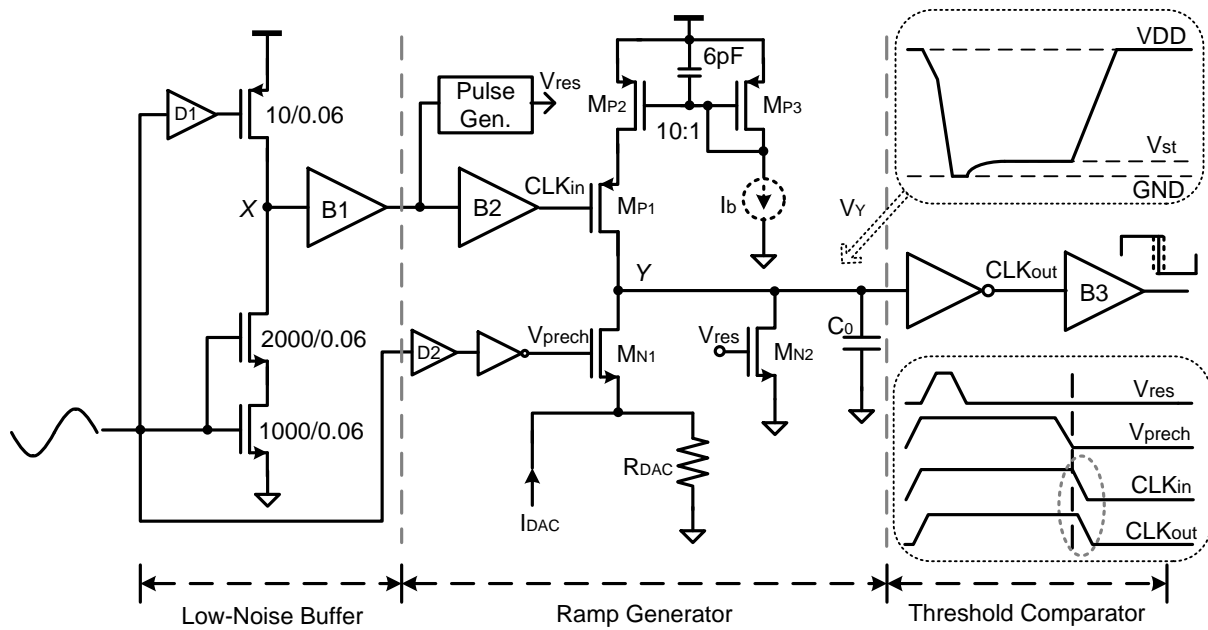 D1
10/0.06
X
B1
2000/0.06
1000/0.06
Pulse
Gen.
Vres
B2
CLKin
6pF
MP2
MP3
10:1
MP1
Ib
Y
VY
D2
Vprech
MN1
Vres
MN2
C0
RDAC
IDAC
VDD
Vst
GND
CLKout
B3
Vres
Vprech
CLKin
CLKout
Low-Noise Buffer
Ramp Generator
Threshold Comparator